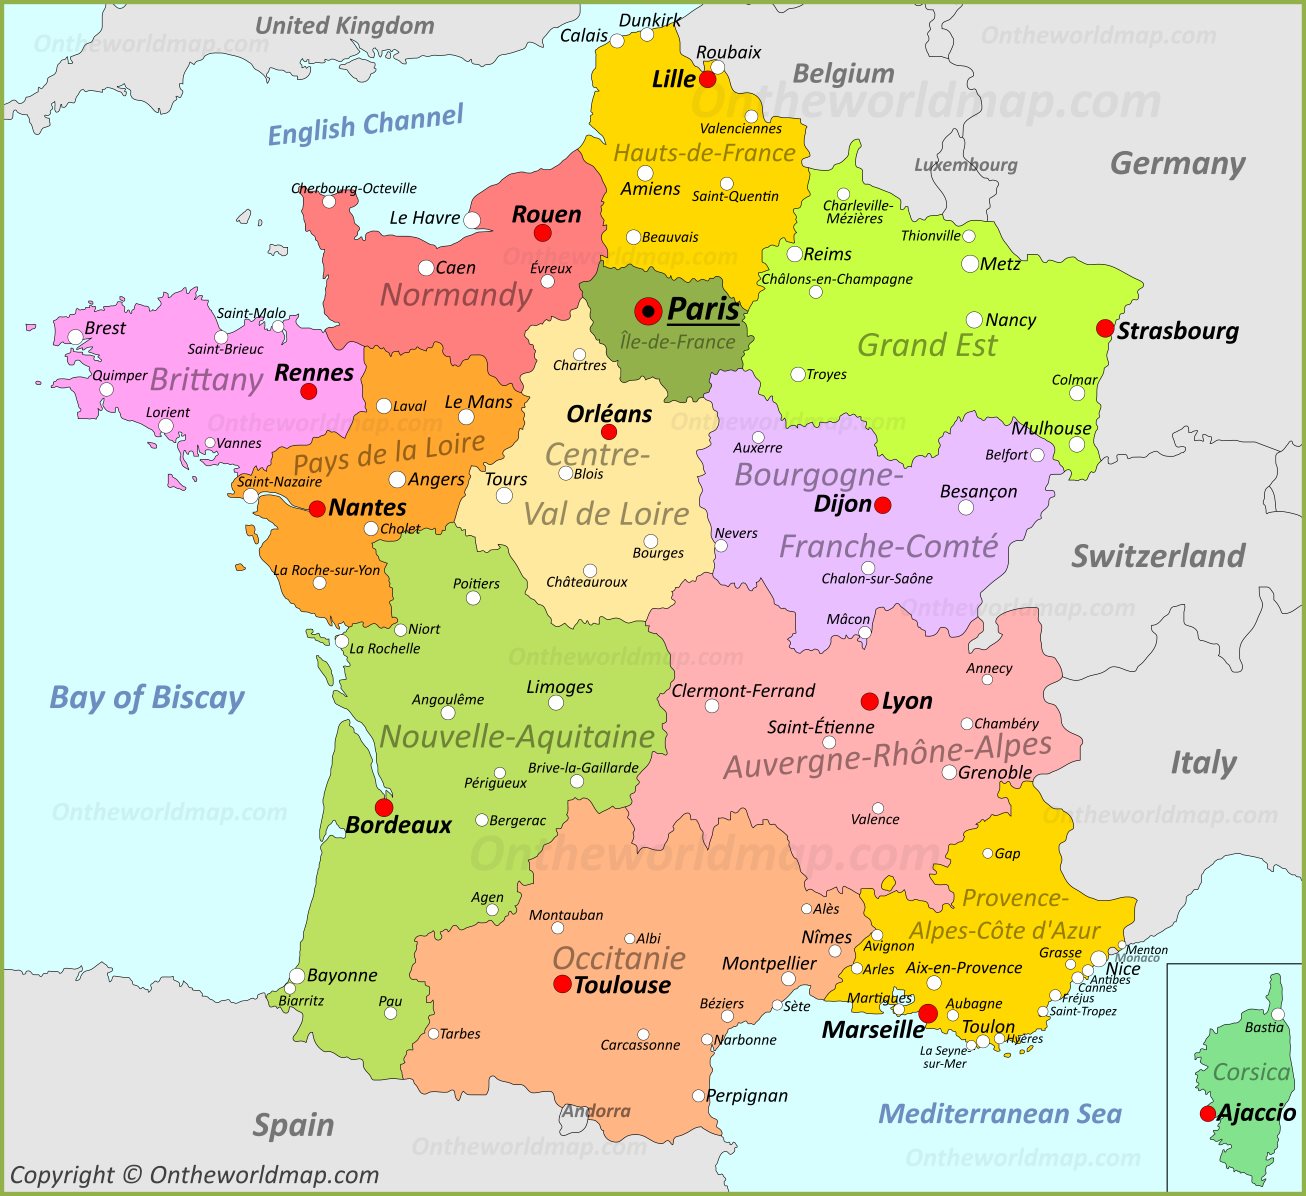 United Kingdom
Ontheworldmap.com
Dunkirk
Calais
Roubaix
Lille
Belgium
Ontheworldmap.com
Ontheworldmap.com
English Channel
Valenciennes
Hauts-de-France
Luxembourg
Germany
Cherbourg-Octeville
Amiens
Saint-Quentin
Charleville-
Mézières
Le Havre
Rouen
Beauvais
Thionville
Reims
Metz
Ontheworldmap.com
Caen
Évreux
Châlons-en-Champagne
Normandy
Saint-Malo
Paris
Île-de-France
Nancy
Strasbourg
Brest
Saint-Brieuc
Grand Est
Chartres
Quimper
Brittany
Rennes
Troyes
Colmar
Lorient
Laval
Le Mans
Orléans
Ontheworldmap.com
Ontheworldmap.com
Mulhouse
Vannes
Pays de la Loire
Centre-
Val de Loire
Auxerre
Belfort
Saint-Nazaire
Angers
Tours
Blois
Bourgogne-
Franche-Comté
Besançon
Nantes
Dijon
Cholet
Nevers
Bourges
Switzerland
La Roche-sur-Yon
Poitiers
Châteauroux
Chalon-sur-Saône
Ontheworldmap.com
Mâcon
Niort
La Rochelle
Ontheworldmap.com
Annecy
Bay of Biscay
Angoulême
Limoges
Clermont-Ferrand
Lyon
Saint-Étienne
Chambéry
Nouvelle-Aquitaine
Auvergne-Rhône-Alpes
Italy
Brive-la-Gaillarde
Périgueux
Grenoble
Ontheworldmap.com
Bordeaux
Bergerac
Valence
Ontheworldmap.com
Ontheworldmap.com
Gap
Agen
Provence-
Alpes-Côte d'Azur
Montauban
Alès
Albi
Nîmes
Avignon
Occitanie
Menton
Monaco
Grasse
Nice
Montpellier
Arles
Aix-en-Provence
Antibes
Bayonne
Toulouse
Cannes
Biarritz
Pau
Béziers
Sète
Martigues
Aubagne
Fréjus
Saint-Tropez
Marseille
Toulon
Tarbes
Carcassonne
Narbonne
Hyères
La Seyne-
sur-Mer
Bastia
Corsica
Perpignan
Andorra
Mediterranean Sea
Ajaccio
Spain
Ontheworldmap.com
Ontheworldmap.com
Copyright © Ontheworldmap.com